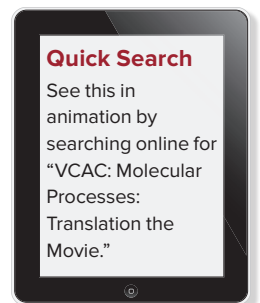 Quick Search
See this in
animation by
searching online for
“VCAC: Molecular
Processes:
Translation the
Movie.”